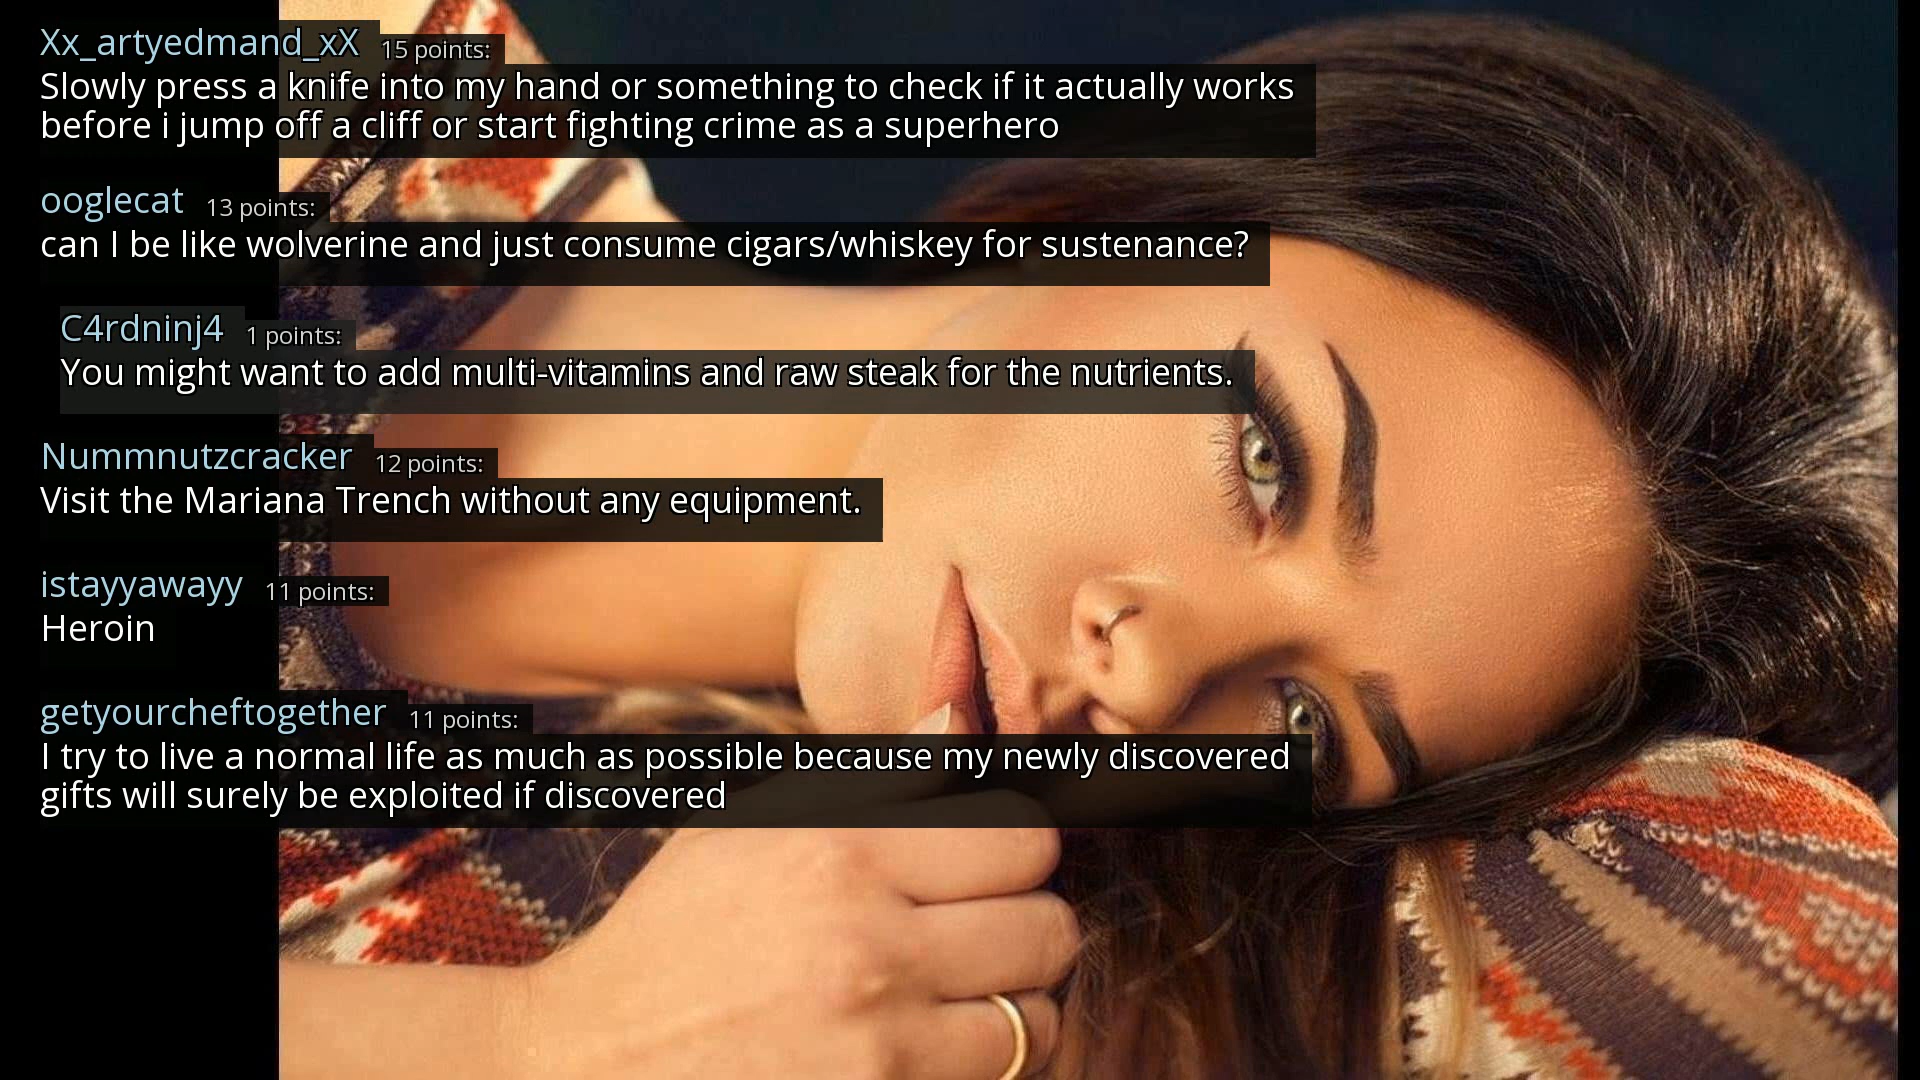 Xx_artyedmand_xX 15 points:
Slowly press a knife into my hand or something to check if it actually works
before i jump off a cliff or start fighting crime as a superhero
ooglecat 13 points:
can I be like wolverine and just consume cigars/whiskey for sustenance?
C4rdninj4 1 points:
You might want to add multi-vitamins and raw steak for the nutrients.
Nummnutzcracker 12 points:
Visit the Mariana Trench without any equipment.
istayyawayy 11 points:
Heroin
getyourcheftogether 11 points:
I try to live a normal life as much as possible because my newly discovered
gifts will surely be exploited if discovered